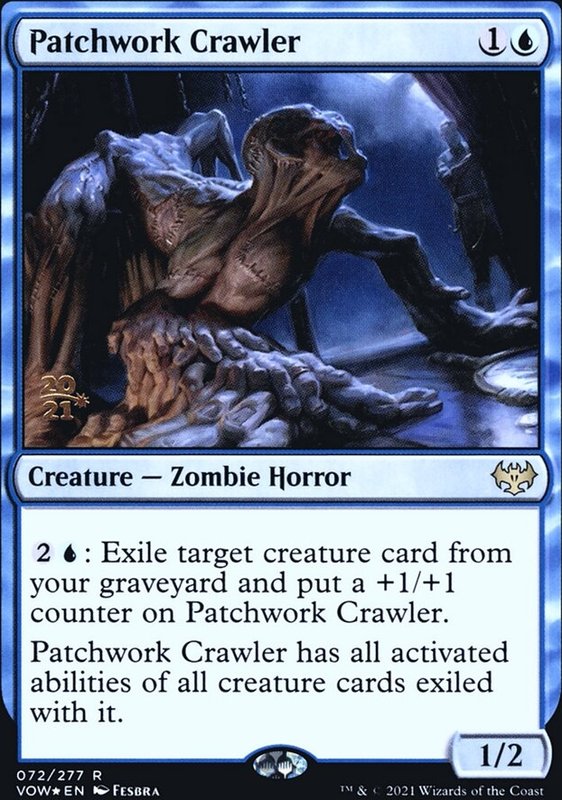 Patchwork Crawler 1
20
21
Creature — Zombie Horror
2 : Exile target creature card from
your graveyard and put a +1/+1
counter on Patchwork Crawler.
Patchwork Crawler has all activated
abilities of all creature cards exiled
with it.
1/2
072/277 R
VOW★EN Fesbra
™ & © 2021 Wizards of the Coast